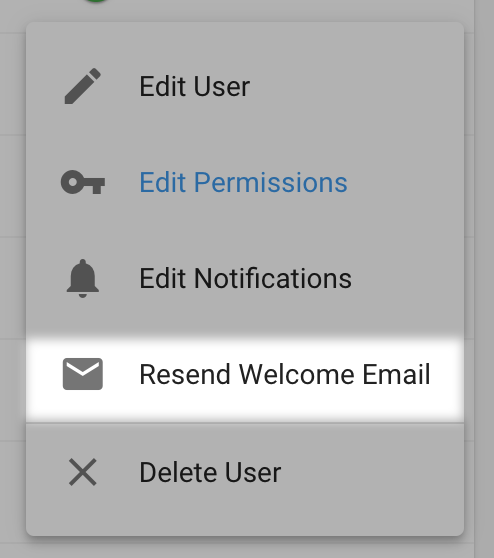 Edit User
Edit Permissions
Edit Notifications
Resend Welcome Email
Delete User